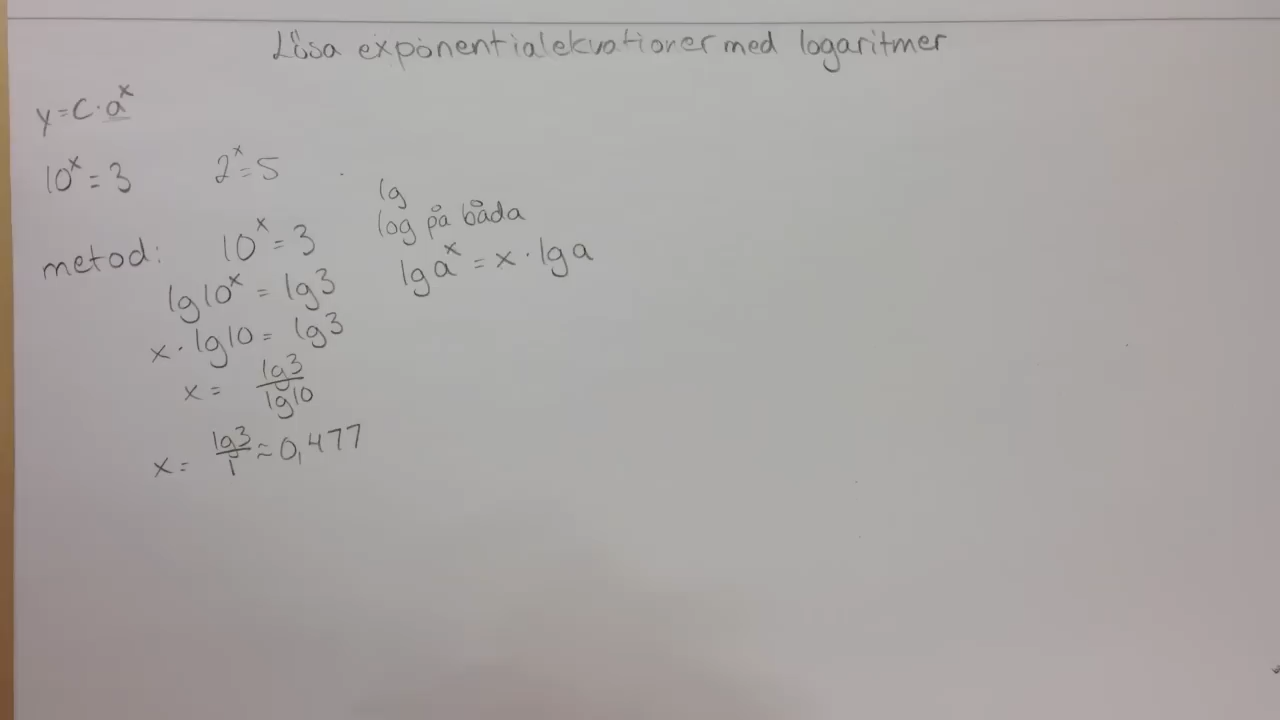 Lösa exponentialekvationer med logaritmer
y = C · a^x
10^x = 3    2^x = 5
lg
log på båda
metod:    10^x = 3
lg a^x = x · lg a
lg 10^x = lg 3
x · lg 10 = lg 3
x = lg 3 / lg 10
x = lg 3 / 1 ≈ 0,477